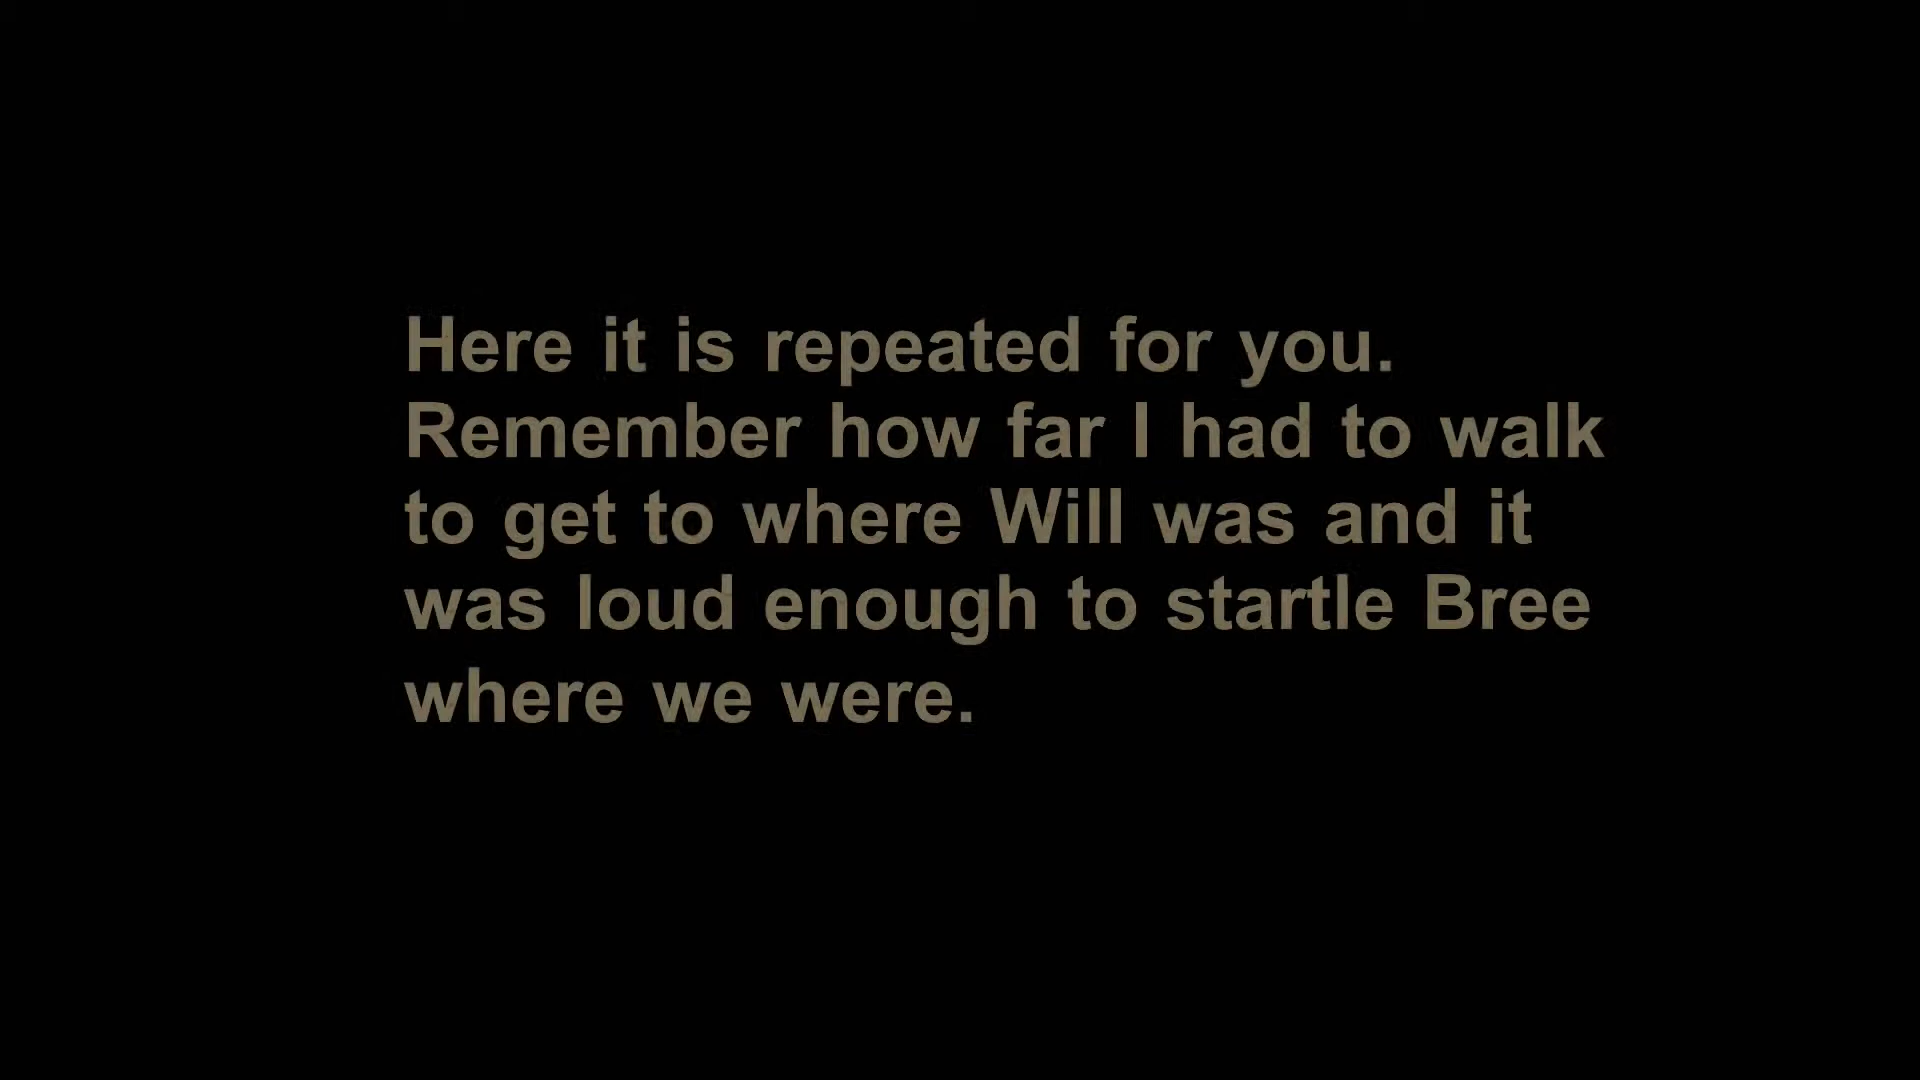 Here it is repeated for you.
Remember how far I had to walk
to get to where Will was and it
was loud enough to startle Bree
where we were.